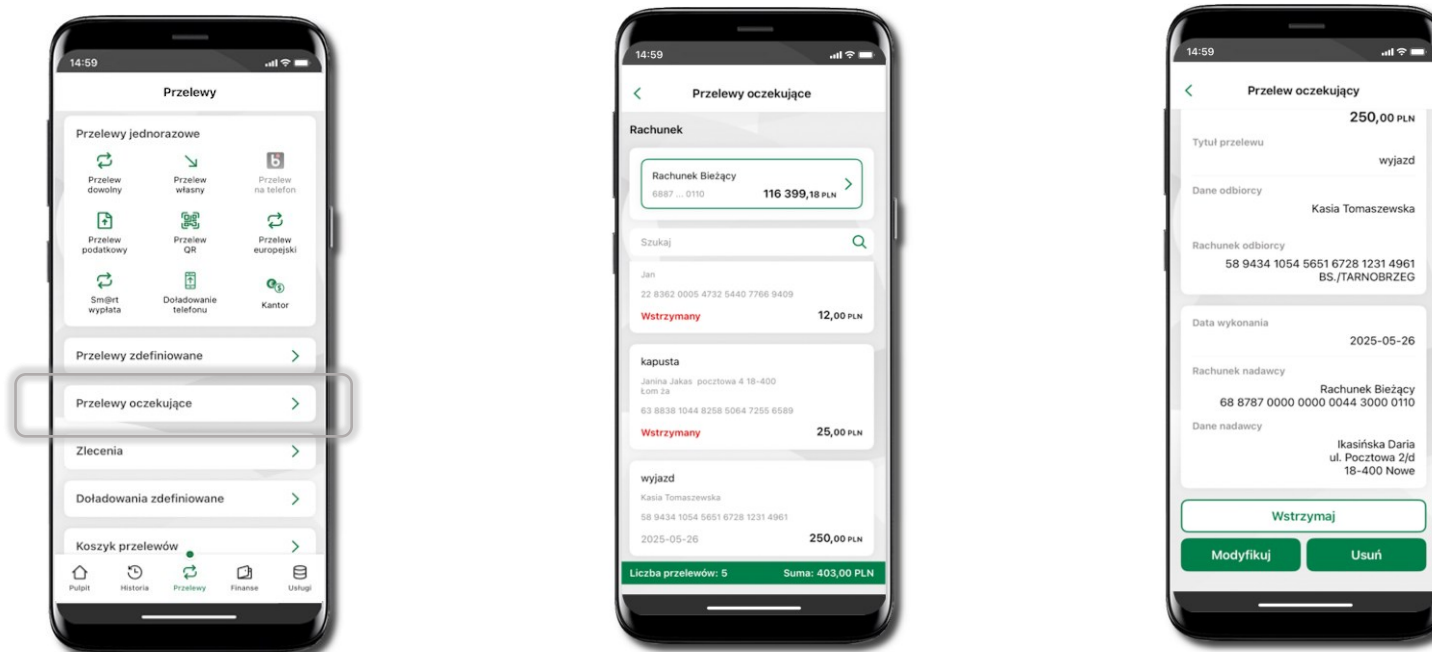 14:59
Przelewy
Przelewy jednorazowe
Przelew
dowolny
Przelew
własny
Przelew
na telefon
Przelew
podatkowy
Przelew
QR
Przelew
europejski
Sm@rt
wypłata
Doładowanie
telefonu
Kantor
Przelewy zdefiniowane
Przelewy oczekujące
Zlecenia
Doładowania zdefiniowane
Koszyk przelewów
Pulpit
Historia
Przelewy
Finanse
Usługi
14:59
Przelewy oczekujące
Rachunek
Rachunek Bieżący
6887 ... 0110 116 399,18 PLN
Szukaj
Jan
22 8362 0005 4732 5440 7766 9409
Wstrzymany 12,00 PLN
kapusta
Janina Jakas pocztowa 4 18-400
Łom ża
63 8838 1044 8258 5064 7255 6589
Wstrzymany 25,00 PLN
wyjazd
Kasia Tomaszewska
58 9434 1054 5651 6728 1231 4961
2025-05-26 250,00 PLN
Liczba przelewów: 5 Suma: 403,00 PLN
14:59
Przelew oczekujący
250,00 PLN
Tytuł przelewu
wyjazd
Dane odbiorcy
Kasia Tomaszewska
Rachunek odbiorcy
58 9434 1054 5651 6728 1231 4961
BS./TARNOBRZEG
Data wykonania
2025-05-26
Rachunek nadawcy
Rachunek Bieżący
68 8787 0000 0000 0044 3000 0110
Dane nadawcy
Ikasińska Daria
ul. Pocztowa 2/d
18-400 Nowe
Wstrzymaj
Modyfikuj
Usuń